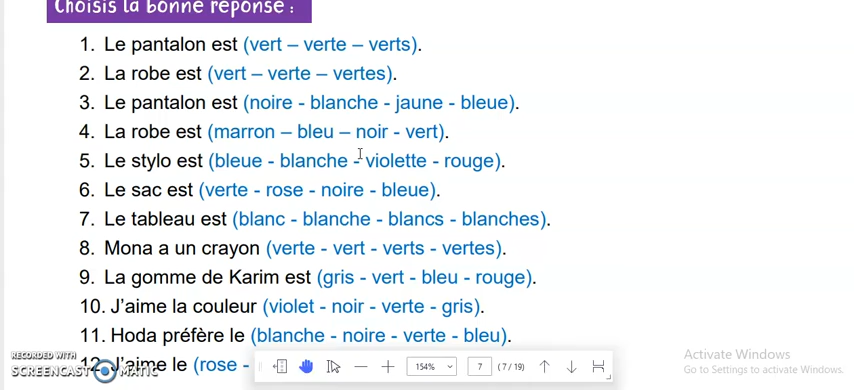 Choisis la bonne réponse :
1. Le pantalon est (vert – verte – verts).
2. La robe est (vert – verte – vertes).
3. Le pantalon est (noire - blanche - jaune - bleue).
4. La robe est (marron – bleu – noir - vert).
5. Le stylo est (bleue - blanche - violette - rouge).
6. Le sac est (verte - rose - noire - bleue).
7. Le tableau est (blanc - blanche - blancs - blanches).
8. Mona a un crayon (verte - vert - verts - vertes).
9. La gomme de Karim est (gris - vert - bleu - rouge).
10. J'aime la couleur (violet - noir - verte - gris).
11. Hoda préfère le (blanche - noire - verte - bleu).
12. J'aime le (rose -
RECORDED WITH
SCREENCAST MATIC
154%
7
(7 / 19)
Activate Windows
Go to Settings to activate Windows.